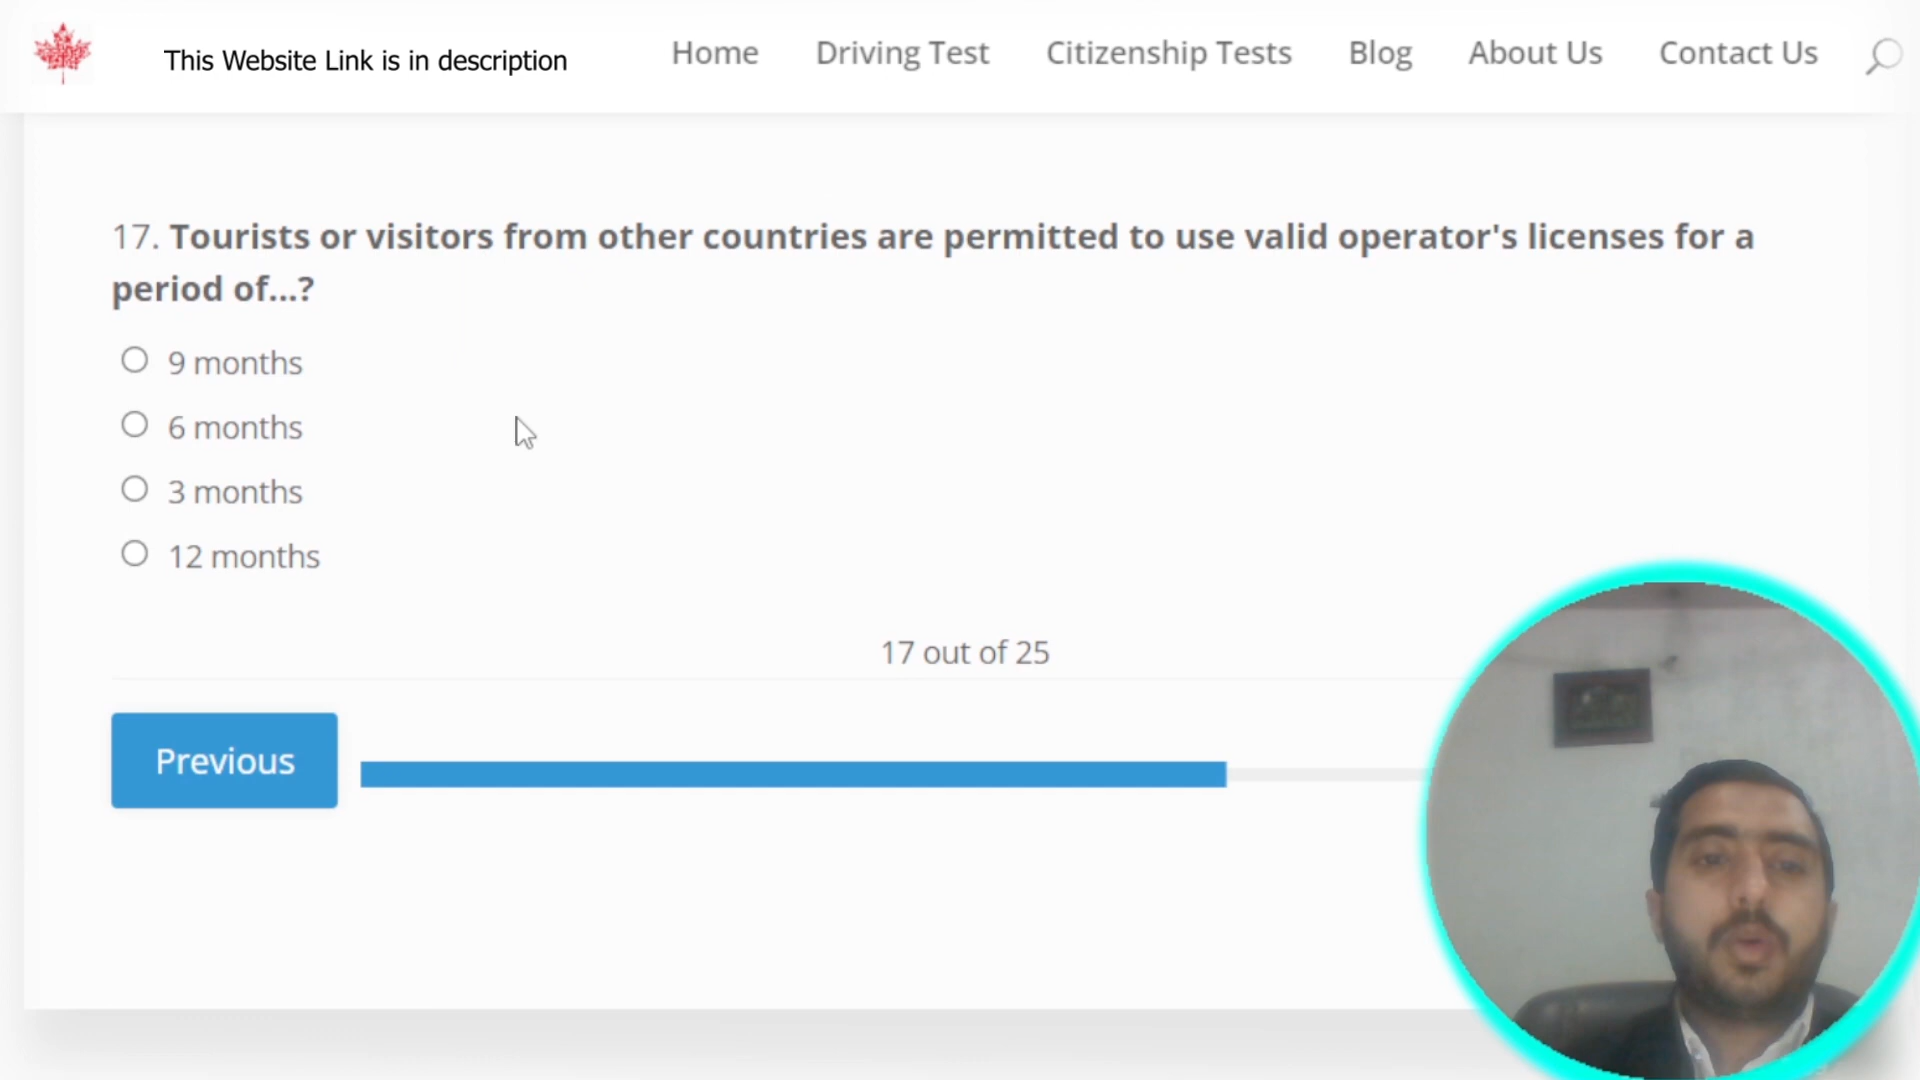 This Website Link is in description
Home Driving Test Citizenship Tests Blog About Us Contact Us
17. Tourists or visitors from other countries are permitted to use valid operator's licenses for a
period of...?
9 months
6 months
3 months
12 months
17 out of 25
Previous